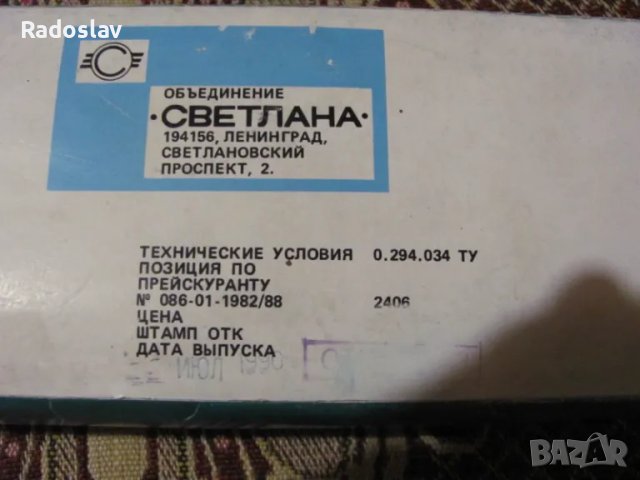 Radoslav
С
ОБЪЕДИНЕНИЕ
·СВЕТЛАНА·
194156, ЛЕНИНГРАД,
СВЕТЛАНОВСКИЙ
ПРОСПЕКТ, 2.
ТЕХНИЧЕСКИЕ УСЛОВИЯ 0.294.034 ТУ
ПОЗИЦИЯ ПО
ПРЕЙСКУРАНТУ
№ 086-01-1982/88 2406
ЦЕНА
ШТАМП ОТК
ДАТА ВЫПУСКА
ИЮЛ 1990
BAZAR